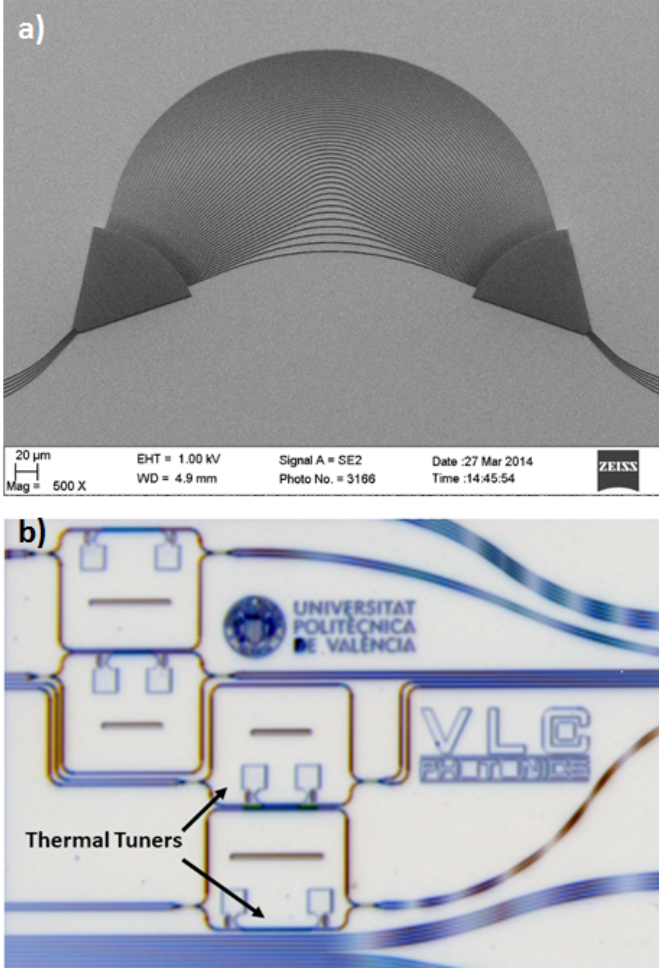 a)
20 µm
Mag = 500 X
EHT = 1.00 kV
WD = 4.9 mm
Signal A = SE2
Photo No. = 3166
Date :27 Mar 2014
Time :14:45:54
ZEISS
b)
UNIVERSITAT
POLITÈCNICA
DE VALÈNCIA
VLC
PHOTONICS
Thermal Tuners